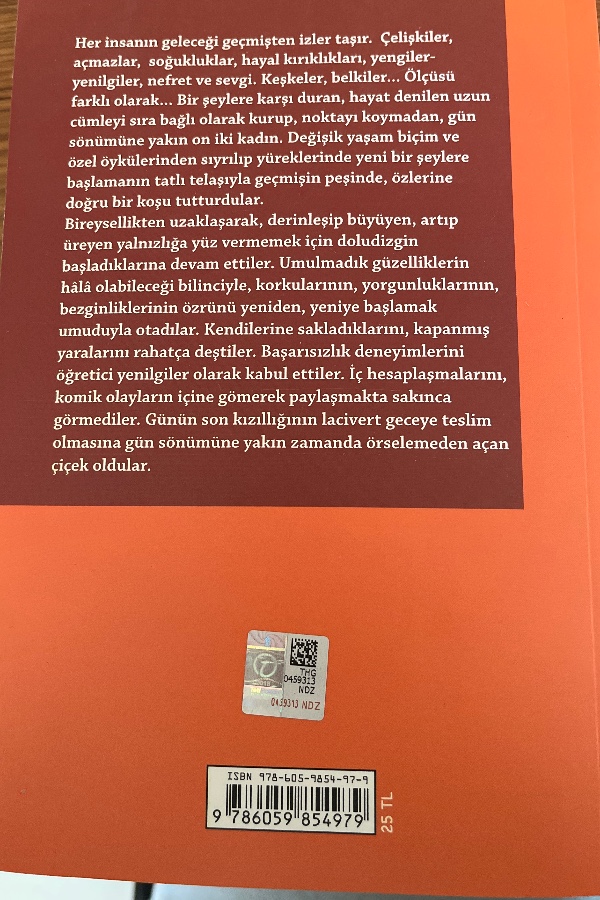 Her insanın geleceği geçmişten izler taşır. Çelişkiler,
açmazlar, soğukluklar, hayal kırıklıkları, yengiler-
yenilgiler, nefret ve sevgi. Keşkeler, belkiler... Ölçüsü
farklı olarak... Bir şeylere karşı duran, hayat denilen uzun
cümleyi sıra bağlı olarak kurup, noktayı koymadan, gün
sönümüne yakın on iki kadın. Değişik yaşam biçim ve
özel öykülerinden sıyrılıp yüreklerinde yeni bir şeylere
başlamanın tatlı telaşıyla geçmişin peşinde, özlerine
doğru bir koşu tutturdular.
Bireysellikten uzaklaşarak, derinleşip büyüyen, artıp
üreyen yalnızlığa yüz vermemek için doludizgin
başladıklarına devam ettiler. Umulmadık güzelliklerin
hâlâ olabileceği bilinciyle, korkularının, yorgunluklarının,
bezginliklerinin özrünü yeniden, yeniye başlamak
umuduyla otadılar. Kendilerine sakladıklarını, kapanmış
yaralarını rahatça deştiler. Başarısızlık deneyimlerini
öğretici yenilgiler olarak kabul ettiler. İç hesaplaşmalarını,
komik olayların içine gömerek paylaşmakta sakınca
görmediler. Günün son kızıllığının lacivert geceye teslim
olmasına gün sönümüne yakın zamanda örselemeden açan
çiçek oldular.
THG
0459313
NDZ
0459313 NDZ
ISBN 978-605-9854-97-9
9 786059 854979
25 TL